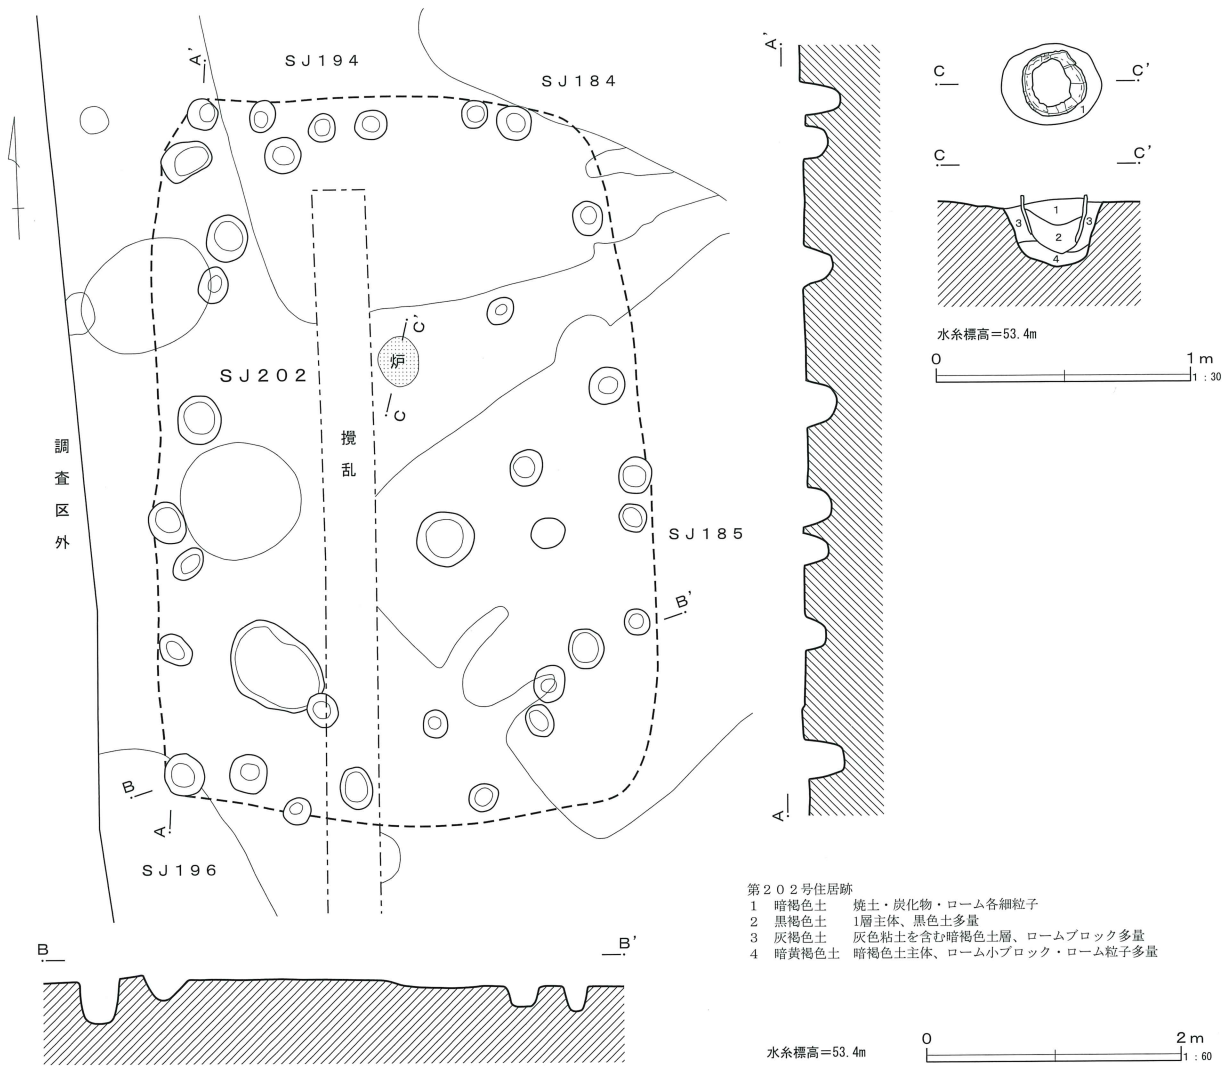 SJ194
SJ184
A'
A'
C
C'
1
C
C'
1
2
3
3
4
水糸標高=53.4m
0
1m
1:30
C'
炉
C
SJ202
攪乱
調査区外
SJ185
B'
B
A
A
SJ196
第202号住居跡
1 暗褐色土 焼土・炭化物・ローム各細粒子
2 黒褐色土 1層主体、黒色土多量
3 灰褐色土 灰色粘土を含む暗褐色土層、ロームブロック多量
4 暗黄褐色土 暗褐色土主体、ローム小ブロック・ローム粒子多量
B
B'
水糸標高=53.4m
0
2m
1:60